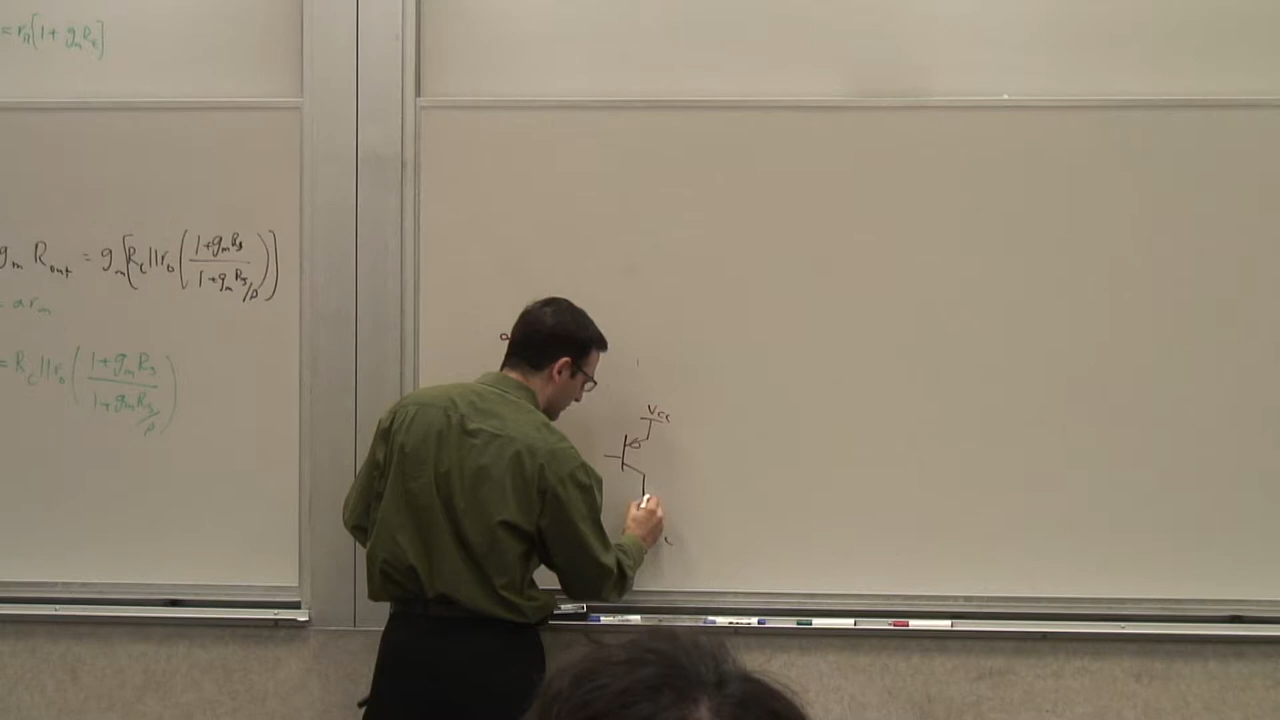 = rπ[1 + gmRE]
gm Rout = gm[RC||ro((1+gmRS)/(1+gmRS/β))]
= αrm
= RC||ro((1+gmRS)/(1+gmRS/β))
VCC